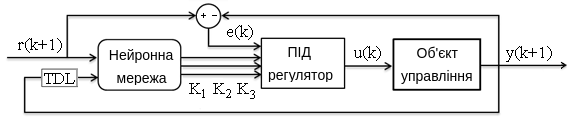 + −
r(k+1)
e(k)
Нейронна
мережа
ПІД
регулятор
u(k)
Об'єкт
управління
y(k+1)
TDL
K1 K2 K3